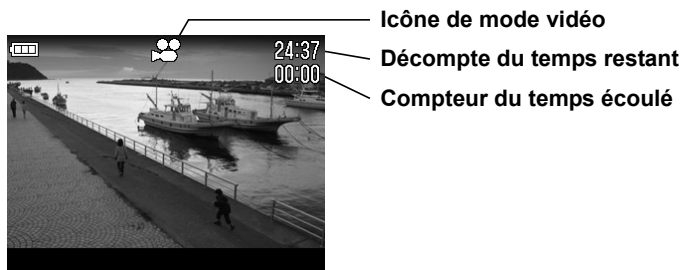 Icône de mode vidéo
24:37
Décompte du temps restant
00:00
Compteur du temps écoulé